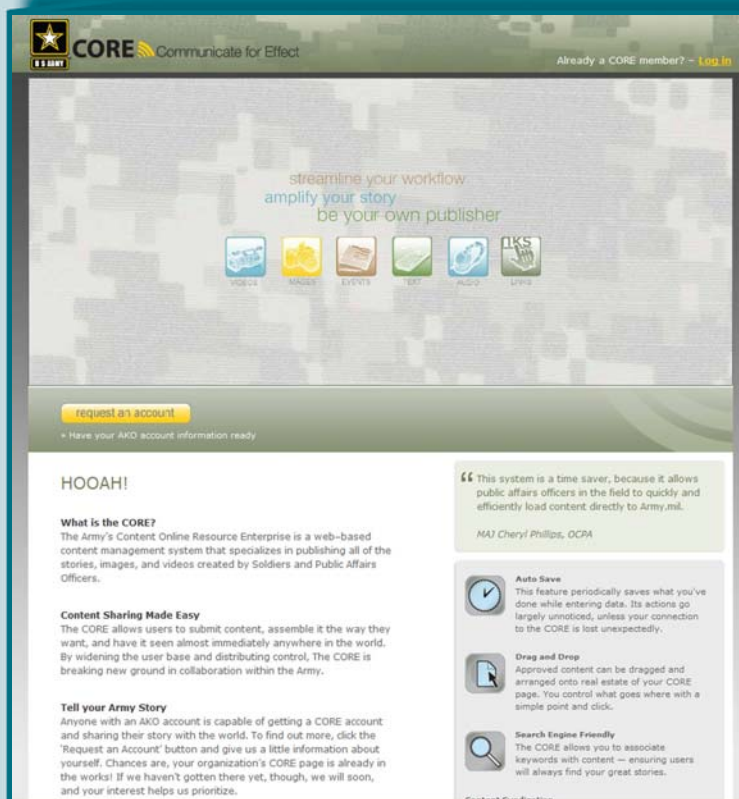 U S ARMY
CORE Communicate for Effect
Already a CORE member? – Log in
streamline your workflow
amplify your story
be your own publisher
VIDEOS IMAGES EVENTS TEXT AUDIO LINKS
request an account
» Have your AKO account information ready
HOOAH!
What is the CORE?
The Army's Content Online Resource Enterprise is a web-based
content management system that specializes in publishing all of the
stories, images, and videos created by Soldiers and Public Affairs
Officers.
Content Sharing Made Easy
The CORE allows users to submit content, assemble it the way they
want, and have it seen almost immediately anywhere in the world.
By widening the user base and distributing control, The CORE is
breaking new ground in collaboration within the Army.
Tell your Army Story
Anyone with an AKO account is capable of getting a CORE account
and sharing their story with the world. To find out more, click the
'Request an Account' button and give us a little information about
yourself. Chances are, your organization's CORE page is already in
the works! If we haven't gotten there yet, though, we will soon,
and your interest helps us prioritize.
“ This system is a time saver, because it allows
public affairs officers in the field to quickly and
efficiently load content directly to Army.mil.
MAJ Cheryl Phillips, OCPA
Auto Save
This feature periodically saves what you've
done while entering data. Its actions go
largely unnoticed, unless your connection
to the CORE is lost unexpectedly.
Drag and Drop
Approved content can be dragged and
arranged onto real estate of your CORE
page. You control what goes where with a
simple point and click.
Search Engine Friendly
The CORE allows you to associate
keywords with content — ensuring users
will always find your great stories.
Content Syndication